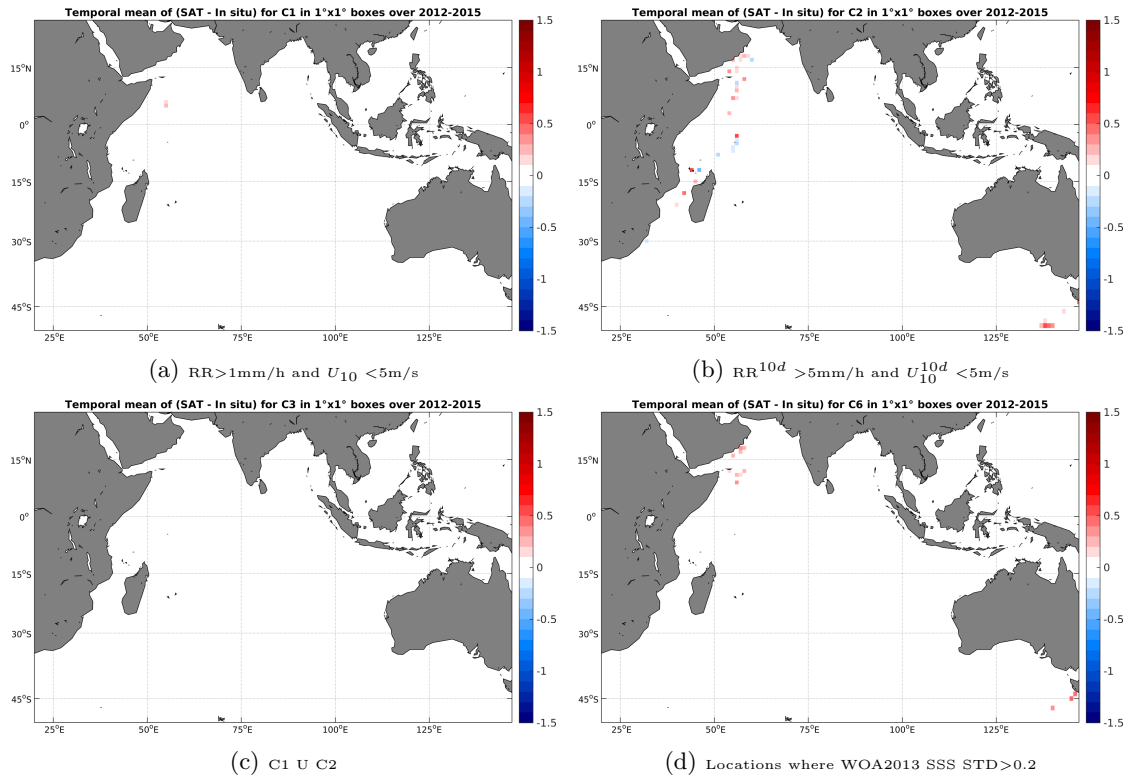 Temporal mean of (SAT - In situ) for C1 in 1°x1° boxes over 2012-2015
15°N
0°
15°S
30°S
45°S
25°E 50°E 75°E 100°E 125°E
1.5
1
0.5
0
-0.5
-1
-1.5
(a) RR>1mm/h and U10 <5m/s
Temporal mean of (SAT - In situ) for C2 in 1°x1° boxes over 2012-2015
15°N
0°
15°S
30°S
45°S
25°E 50°E 75°E 100°E 125°E
1.5
1
0.5
0
-0.5
-1
-1.5
(b) RR10d >5mm/h and U10 10d <5m/s
Temporal mean of (SAT - In situ) for C3 in 1°x1° boxes over 2012-2015
15°N
0°
15°S
30°S
45°S
25°E 50°E 75°E 100°E 125°E
1.5
1
0.5
0
-0.5
-1
-1.5
(c) C1 U C2
Temporal mean of (SAT - In situ) for C6 in 1°x1° boxes over 2012-2015
15°N
0°
15°S
30°S
45°S
25°E 50°E 75°E 100°E 125°E
1.5
1
0.5
0
-0.5
-1
-1.5
(d) Locations where WOA2013 SSS STD>0.2